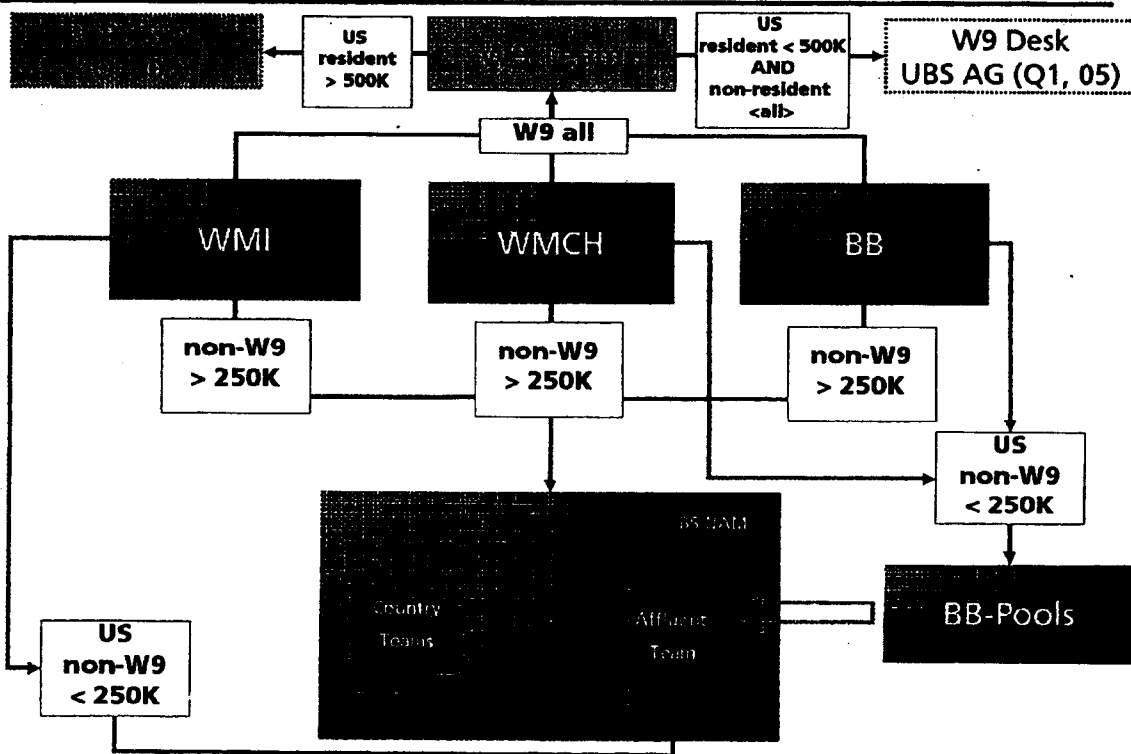 US
resident
> 500K
US
resident < 500K
AND
non-resident
<all>
W9 Desk
UBS AG (Q1, 05)
W9 all
WMI
WMCH
BB
non-W9
> 250K
non-W9
> 250K
non-W9
> 250K
US
non-W9
< 250K
Country
Teams
Affluent
Team
BB-Pools
US
non-W9
< 250K